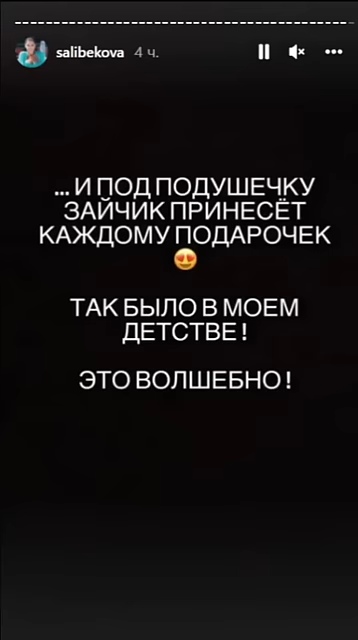 salibekova 4 ч.
... И ПОД ПОДУШЕЧКУ
ЗАЙЧИК ПРИНЕСЁТ
КАЖДОМУ ПОДАРОЧЕК
😍
ТАК БЫЛО В МОЕМ
ДЕТСТВЕ !
ЭТО ВОЛШЕБНО !